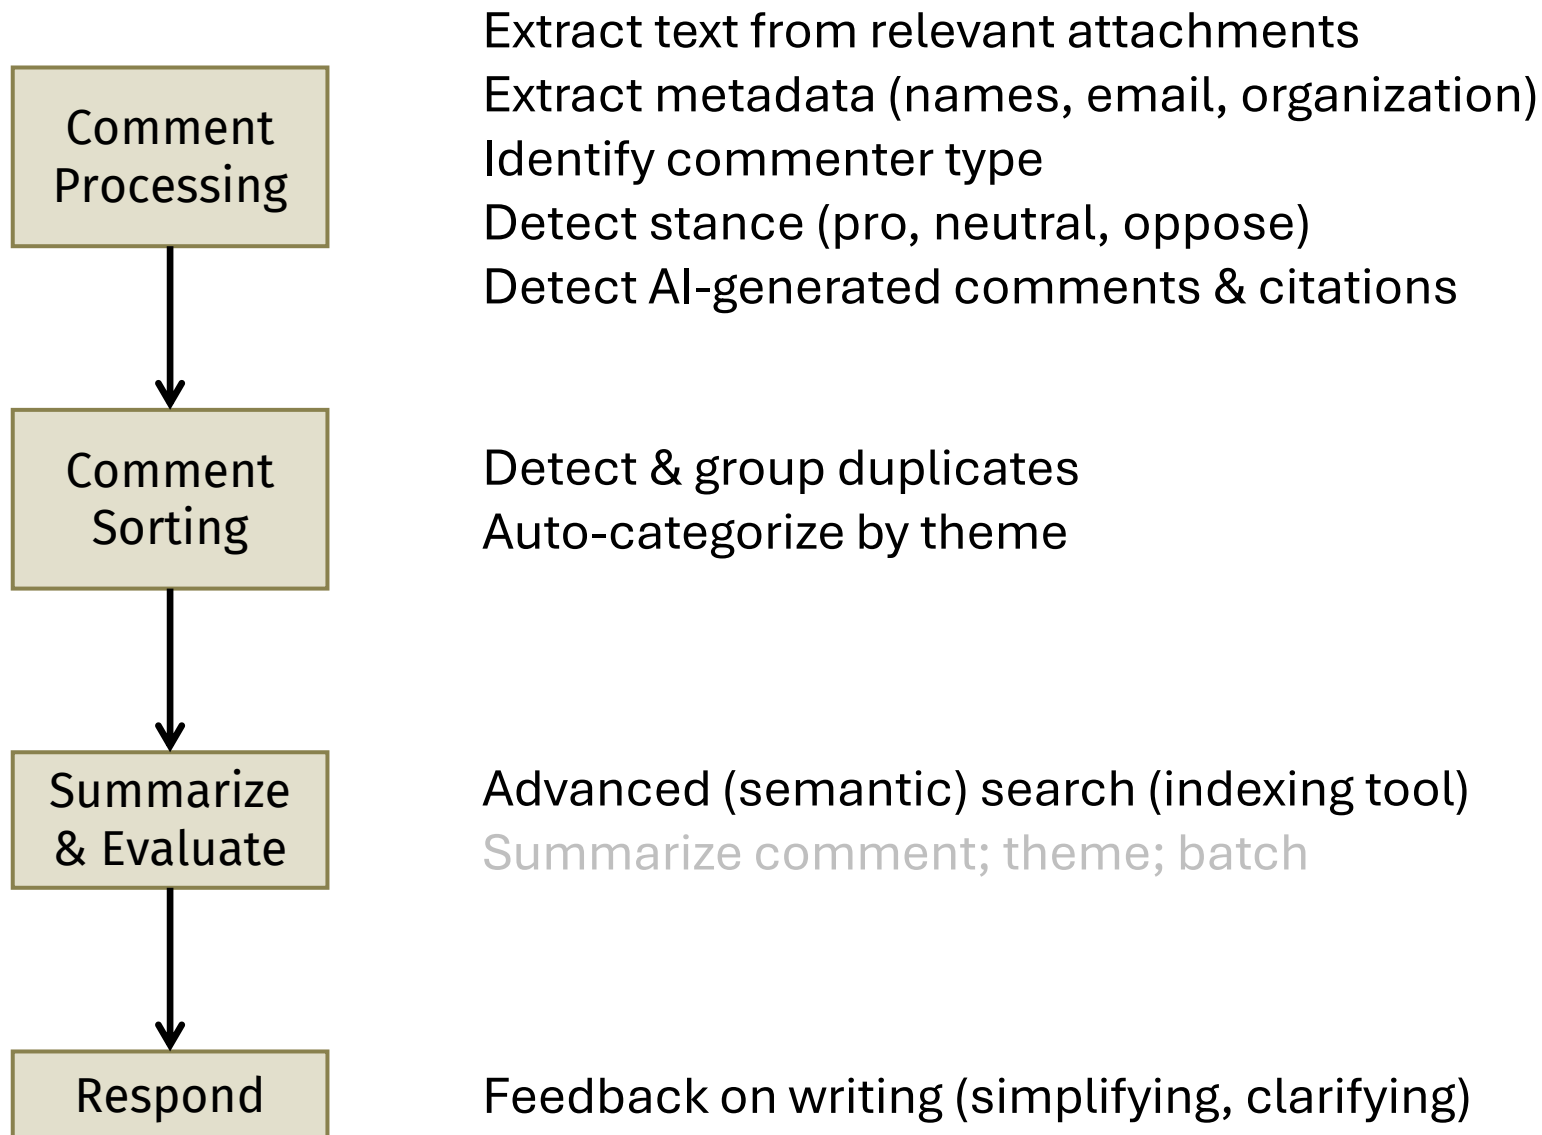 Extract text from relevant attachments
Comment
Processing
Extract metadata (names, email, organization)
Identify commenter type
Detect stance (pro, neutral, oppose)
Detect AI-generated comments & citations
Comment
Sorting
Detect & group duplicates
Auto-categorize by theme
Summarize
& Evaluate
Advanced (semantic) search (indexing tool)
Summarize comment; theme; batch
Respond
Feedback on writing (simplifying, clarifying)